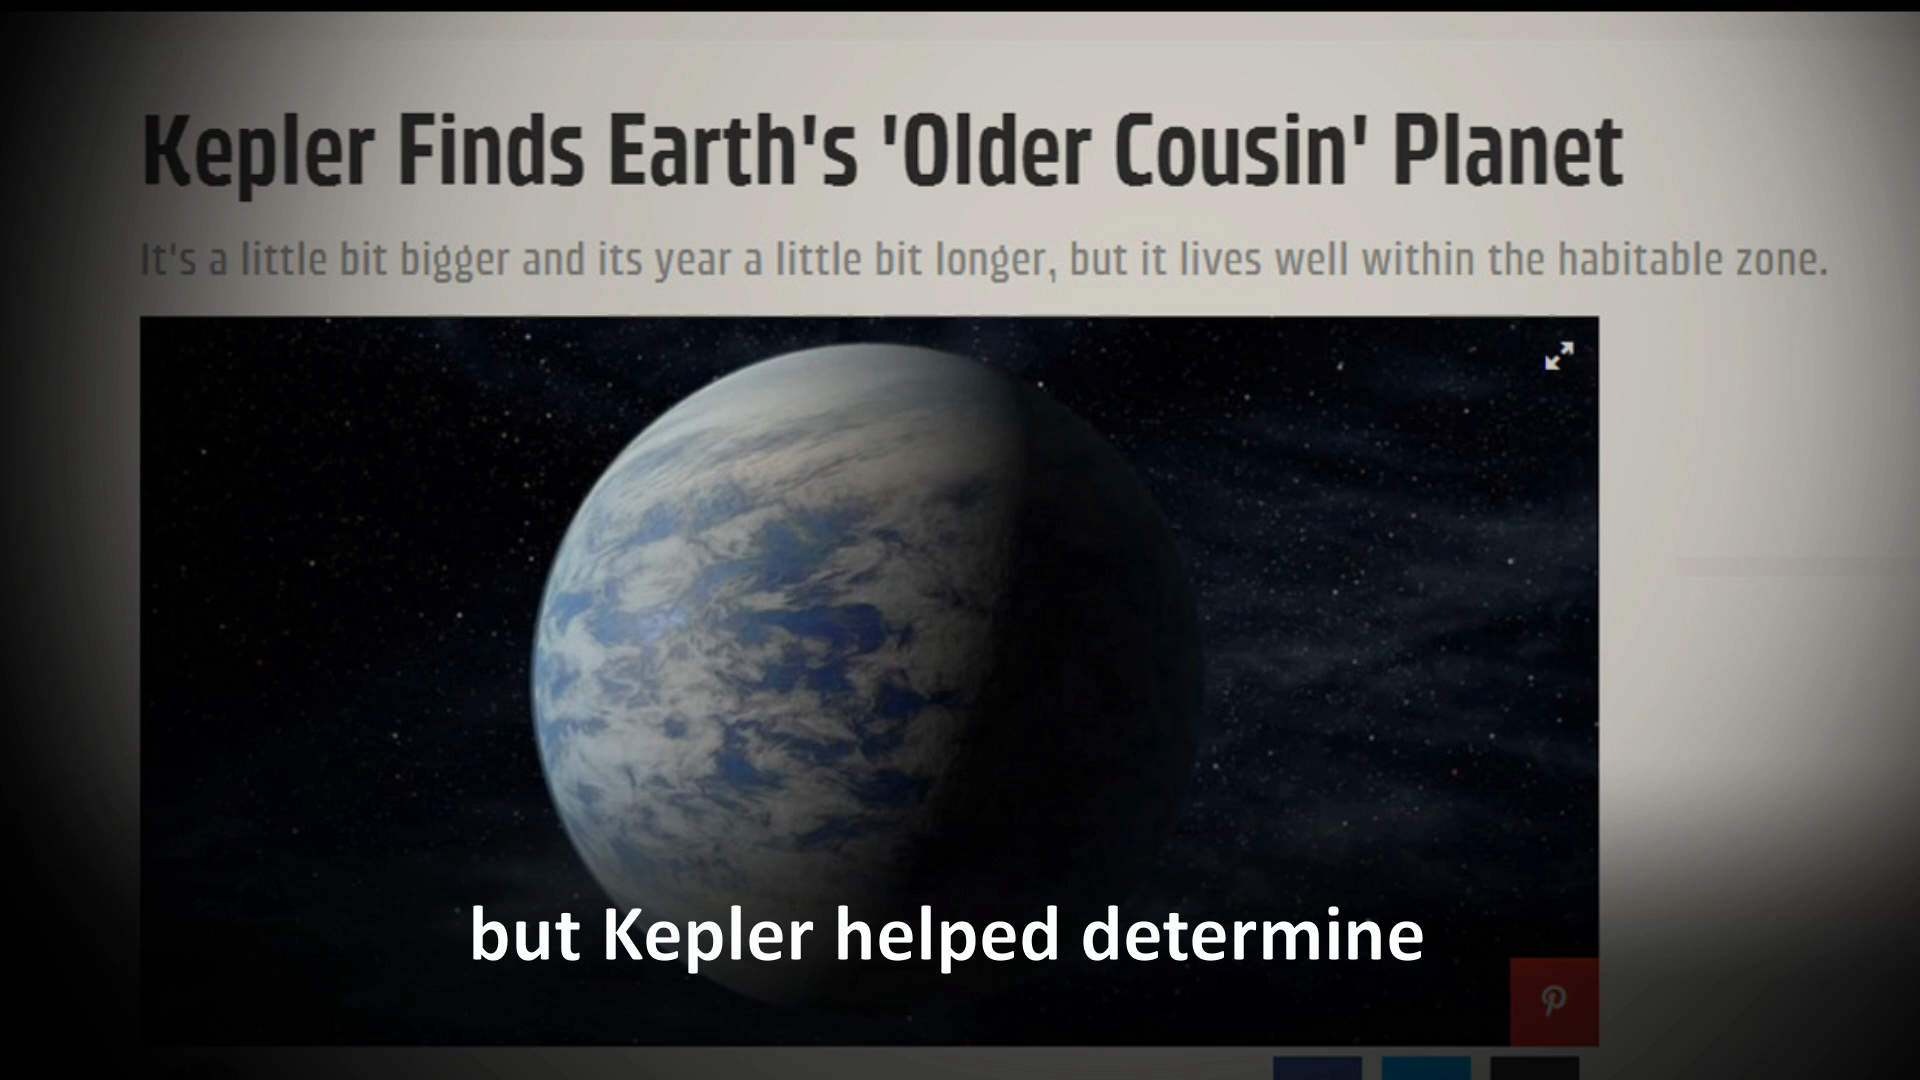 Kepler Finds Earth's 'Older Cousin' Planet
It's a little bit bigger and its year a little bit longer, but it lives well within the habitable zone.
but Kepler helped determine